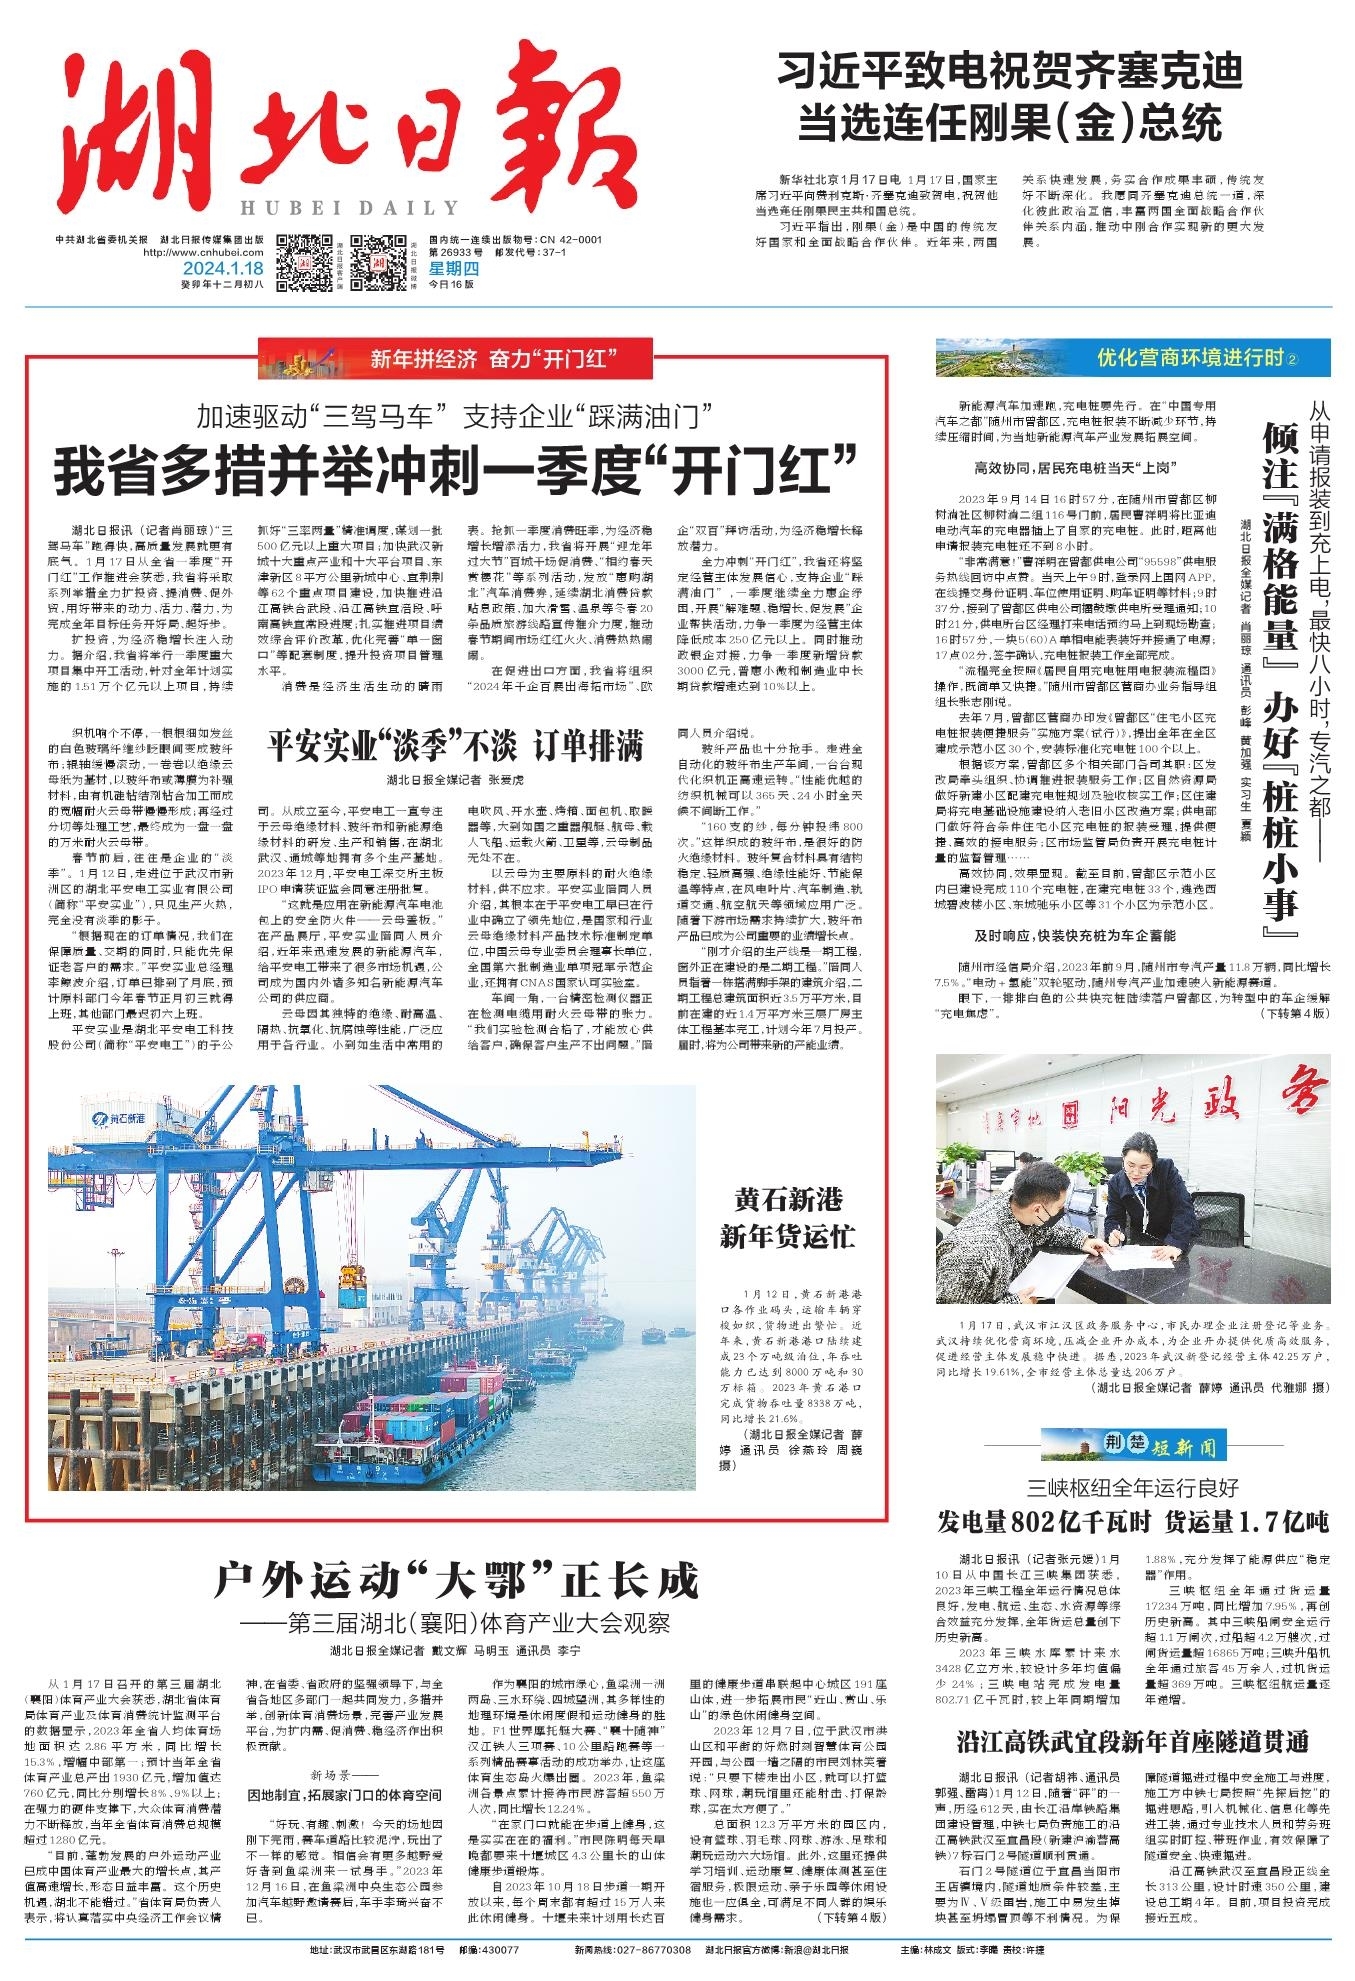 湖北日報
HUBEI DAILY
中共湖北省委机关报 湖北日报传媒集团出版
http://www.cnhubei.com
2024.1.18
癸卯年十二月初八
湖北日报客户端
湖北日报微博
国内统一连续出版物号:CN 42-0001
第26933号 邮发代号:37-1
星期四
今日16版
习近平致电祝贺齐塞克迪
当选连任刚果(金)总统
新华社北京1月17日电 1月17日,国家主
席习近平向费利克斯·齐塞克迪致贺电,祝贺他
当选连任刚果民主共和国总统。
习近平指出,刚果(金)是中国的传统友
好国家和全面战略合作伙伴。近年来,两国
关系快速发展,务实合作成果丰硕,传统友
好不断深化。我愿同齐塞克迪总统一道,深
化彼此政治互信,丰富两国全面战略合作伙
伴关系内涵,推动中刚合作实现新的更大发
展。
新年拼经济 奋力“开门红”
加速驱动“三驾马车” 支持企业“踩满油门”
我省多措并举冲刺一季度“开门红”
湖北日报讯 (记者肖丽琼)“三
驾马车”跑得快,高质量发展就更有
底气。1月17日从全省一季度“开
门红”工作推进会获悉,我省将采取
系列举措全力扩投资、提消费、促外
贸,用好带来的动力、活力、潜力,为
完成全年目标任务开好局、起好步。
扩投资,为经济稳增长注入动
力。据介绍,我省将举行一季度重大
项目集中开工活动,针对全年计划实
施的1.51万个亿元以上项目,持续
抓好“三率两量”精准调度,谋划一批
500亿元以上重大项目;加快武汉新
城十大重点产业和十大平台项目、东
津新区8平方公里新城中心、宜荆荆
等62个重点项目建设,加快推进沿
江高铁合武段、沿江高铁宜涪段、呼
南高铁宜常段进度;扎实推进项目绩
效综合评价改革,优化完善“单一窗
口”等配套制度,提升投资项目管理
水平。
消费是经济生活生动的晴雨
表。抢抓一季度消费旺季,为经济稳
增长增添活力,我省将开展“迎龙年
过大节”百城千场促消费、“相约春天
赏樱花”等系列活动,发放“惠购湖
北”汽车消费券,延续湖北消费贷款
贴息政策,加大滑雪、温泉等冬春20
条品质旅游线路宣传推介力度,推动
春节期间市场红红火火、消费热热闹
闹。
在促进出口方面,我省将组织
“2024年千企百展出海拓市场”、欧
企“双百”拜访活动,为经济稳增长释
放潜力。
全力冲刺“开门红”,我省还将坚
定经营主体发展信心,支持企业“踩
满油门”,一季度继续全力惠企纾
困,开展“解难题、稳增长、促发展”企
业帮扶活动,力争一季度为经营主体
降低成本250亿元以上。同时推动
政银企对接,力争一季度新增贷款
3000亿元,普惠小微和制造业中长
期贷款增速达到10%以上。
平安实业“淡季”不淡 订单排满
湖北日报全媒记者 张爱虎
织机响个不停,一根根细如发丝
的白色玻璃纤维纱眨眼间变成玻纤
布;辊轴缓慢滚动,一卷卷以绝缘云
母纸为基材,以玻纤布或薄膜为补强
材料,由有机硅粘结剂粘合加工而成
的宽幅耐火云母带慢慢形成;再经过
分切等处理工艺,最终成为一盘一盘
的万米耐火云母带。
春节前后,往往是企业的“淡
季”。1月12日,走进位于武汉市新
洲区的湖北平安电工实业有限公司
(简称“平安实业”),只见生产火热,
完全没有淡季的影子。
“根据现在的订单情况,我们在
保障质量、交期的同时,只能优先保
证老客户的需求。”平安实业总经理
李鲸波介绍,订单已排到了月底,预
计原料部门今年春节正月初三就得
上班,其他部门最迟初六上班。
平安实业是湖北平安电工科技
股份公司(简称“平安电工”)的子公
司。从成立至今,平安电工一直专注
于云母绝缘材料、玻纤布和新能源绝
缘材料的研发、生产和销售,在湖北
武汉、通城等地拥有多个生产基地。
2023年12月,平安电工深交所主板
IPO申请获证监会同意注册批复。
“这就是应用在新能源汽车电池
包上的安全防火件——云母盖板。”
在产品展厅,平安实业陪同人员介
绍,近年来迅速发展的新能源汽车,
给平安电工带来了很多市场机遇,公
司成为国内外诸多知名新能源汽车
公司的供应商。
云母因其独特的绝缘、耐高温、
隔热、抗氧化、抗腐蚀等性能,广泛应
用于各行业。小到如生活中常用的
电吹风、开水壶、烤箱、面包机、取暖
器等,大到如国之重器舰艇、航母、载
人飞船、运载火箭、卫星等,云母制品
无处不在。
以云母为主要原料的耐火绝缘
材料,供不应求。平安实业陪同人员
介绍,其根本在于平安电工早已在行
业中确立了领先地位,是国家和行业
云母绝缘材料产品技术标准制定单
位,中国云母专业委员会理事长单位,
全国第六批制造业单项冠军示范企
业,还拥有CNAS国家认可实验室。
车间一角,一台精密检测仪器正
在检测电缆用耐火云母带的张力。
“我们实验检测合格了,才能放心供
给客户,确保客户生产不出问题。”陪
同人员介绍说。
玻纤产品也十分抢手。走进全
自动化的玻纤布生产车间,一台台现
代化织机正高速运转。“性能优越的
纺织机械可以365天、24小时全天
候不间断工作。”
“160支的纱,每分钟投纬800
次。”这样织成的玻纤布,是很好的防
火绝缘材料。玻纤复合材料具有结构
稳定、轻质高强、绝缘性能好、节能保
温等特点,在风电叶片、汽车制造、轨
道交通、航空航天等领域应用广泛。
随着下游市场需求持续扩大,玻纤布
产品已成为公司重要的业绩增长点。
“刚才介绍的生产线是一期工程,
窗外正在建设的是二期工程。”陪同人
员指着一栋搭满脚手架的建筑介绍,二
期工程总建筑面积近3.5万平方米,目
前在建的近1.4万平方米三层厂房主
体工程基本完工,计划今年7月投产。
届时,将为公司带来新的产能业绩。
黄石新港
黄石新港
新年货运忙
1月12日,黄石新港港
口各作业码头,运输车辆穿
梭如织,货物进出繁忙。近
年来,黄石新港港口陆续建
成23个万吨级泊位,年吞吐
能力已达到8000万吨和30
万标箱。2023年黄石港口
完成货物吞吐量8338万吨,
同比增长21.6%。
(湖北日报全媒记者 薛
婷 通讯员 徐燕玲 周巍
摄)
优化营商环境进行时②
从申请报装到充上电,最快八小时,专汽之都——
倾注『满格能量』 办好『桩桩小事』
湖北日报全媒记者 肖丽琼 通讯员 彭峰 黄加强 实习生 夏颖
新能源汽车加速跑,充电桩要先行。在“中国专用
汽车之都”随州市曾都区,充电桩报装不断减少环节,持
续压缩时间,为当地新能源汽车产业发展拓展空间。
高效协同,居民充电桩当天“上岗”
2023年9月14日16时57分,在随州市曾都区柳
树淌社区柳树淌二组116号门前,居民曹祥明将比亚迪
电动汽车的充电器插上了自家的充电桩。此时,距离他
申请报装充电桩还不到8小时。
“非常满意!”曹祥明在曾都供电公司“95598”供电服
务热线回访中点赞。当天上午9时,登录网上国网APP,
在线提交身份证明、车位使用证明、购车证明等材料;9时
37分,接到了曾都区供电公司擂鼓墩供电所受理通知;10
时21分,供电所台区经理打来电话预约马上到现场勘查;
16时57分,一块5(60)A单相电能表装好并接通了电源;
17点02分,签字确认,充电桩报装工作全部完成。
“流程完全按照《居民自用充电桩用电报装流程图》
操作,既简单又快捷。”随州市曾都区营商办业务指导组
组长张志刚说。
去年7月,曾都区营商办印发《曾都区“住宅小区充
电桩报装便捷服务”实施方案(试行)》,提出全年在全区
建成示范小区30个,安装标准化充电桩100个以上。
根据该方案,曾都区多个相关部门各司其职:区发
改局牵头组织、协调推进报装服务工作;区自然资源局
做好新建小区配建充电桩规划及验收核实工作;区住建
局将充电基础设施建设纳入老旧小区改造方案;供电部
门做好符合条件住宅小区充电桩的报装受理,提供便
捷、高效的接电服务;区市场监管局负责开展充电桩计
量的监督管理……
高效协同,效果显现。截至目前,曾都区示范小区
内已建设完成110个充电桩,在建充电桩33个,遴选西
城碧波楼小区、东城驰乐小区等31个小区为示范小区。
及时响应,快装快充桩为车企蓄能
随州市经信局介绍,2023年前9月,随州市专汽产量11.8万辆,同比增长
7.5%。“电动+氢能”双轮驱动,随州专汽产业加速驶入新能源赛道。
眼下,一排排白色的公共快充桩陆续落户曾都区,为转型中的车企缓解
“充电焦虑”。 (下转第4版)
阳光政务
1月17日,武汉市江汉区政务服务中心,市民办理企业注册登记等业务。
武汉持续优化营商环境,压减企业开办成本,为企业开办提供优质高效服务,
促进经营主体发展稳中快进。据悉,2023年武汉新登记经营主体42.25万户,
同比增长19.61%,全市经营主体总量达206万户。
(湖北日报全媒记者 薛婷 通讯员 代雅娜 摄)
荆楚短新闻
三峡枢纽全年运行良好
发电量802亿千瓦时 货运量1.7亿吨
湖北日报讯 (记者张元媛)1月
10日从中国长江三峡集团获悉,
2023年三峡工程全年运行情况总体
良好,发电、航运、生态、水资源等综
合效益充分发挥,全年货运总量创下
历史新高。
2023年三峡水库累计来水
3428亿立方米,较设计多年均值偏
少24%;三峡电站完成发电量
802.71亿千瓦时,较上年同期增加
1.88%,充分发挥了能源供应“稳定
器”作用。
三峡枢纽全年通过货运量
17234万吨,同比增加7.95%,再创
历史新高。其中三峡船闸安全运行
超1.1万闸次,过船超4.2万艘次,过
闸货运量超16865万吨;三峡升船机
全年通过旅客45万余人,过机货运
量超369万吨。三峡枢纽航运量逐
年递增。
沿江高铁武宜段新年首座隧道贯通
湖北日报讯 (记者胡祎、通讯员
郭强、雷禹)1月12日,随着“砰”的一
声,历经612天,由长江沿岸铁路集
团建设管理,中铁七局负责施工的沿
江高铁武汉至宜昌段(新建沪渝蓉高
铁)7标石门2号隧道顺利贯通。
石门2号隧道位于宜昌当阳市
王店镇境内,隧道地质条件较差,主
要为Ⅳ、Ⅴ级围岩,施工中易发生掉
块甚至坍塌冒顶等不利情况。为保
障隧道掘进过程中安全施工与进度,
施工方中铁七局按照“先探后挖”的
掘进思路,引入机械化、信息化等先
进工装,通过专业技术人员和劳务班
组实时盯控、带班作业,有效保障了
隧道安全、快速掘进。
沿江高铁武汉至宜昌段正线全
长313公里,设计时速350公里,建
设总工期4年。目前,项目投资完成
接近五成。
户外运动“大鄂”正长成
——第三届湖北(襄阳)体育产业大会观察
湖北日报全媒记者 戴文辉 马明玉 通讯员 李宁
从1月17日召开的第三届湖北
(襄阳)体育产业大会获悉,湖北省体育
局体育产业及体育消费统计监测平台
的数据显示,2023年全省人均体育场
地面积达2.86平方米,同比增长
15.3%,增幅中部第一;预计当年全省
体育产业总产出1930亿元,增加值达
760亿元,同比分别增长8%、9%以上;
在强力的硬件支撑下,大众体育消费潜
力不断释放,当年全省体育消费总规模
超过1280亿元。
“目前,蓬勃发展的户外运动产业
已成中国体育产业最大的增长点,其产
值高速增长,形态日益丰富。这个历史
机遇,湖北不能错过。”省体育局负责人
表示,将认真落实中央经济工作会议精
神,在省委、省政府的坚强领导下,与全
省各地区多部门一起共同发力,多措并
举,创新体育消费场景,完善产业发展
平台,为扩内需、促消费、稳经济作出积
极贡献。
新场景——
因地制宜,拓展家门口的体育空间
“好玩、有趣、刺激!今天的场地因
刚下完雨,赛车道路比较泥泞,玩出了
不一样的感觉。相信会有更多越野爱
好者到鱼梁洲来一试身手。”2023年
12月16日,在鱼梁洲中央生态公园参
加汽车越野邀请赛后,车手李琦兴奋不
已。
作为襄阳的城市绿心,鱼梁洲一洲
两岛、三水环绕、四城望洲,其多样性的
地理环境是休闲度假和运动健身的胜
地。F1世界摩托艇大赛、“襄十随神”
汉江铁人三项赛、10公里路跑赛等一
系列精品赛事活动的成功举办,让这座
体育生态岛火爆出圈。2023年,鱼梁
洲各景点累计接待市民游客超550万
人次,同比增长12.24%。
“在家门口就能在步道上健身,这
是实实在在的福利。”市民陈明每天早
晚都要来十堰城区4.3公里长的山体
健康步道锻炼。
自2023年10月18日步道一期开
放以来,每个周末都有超过15万人来
此休闲健身。十堰未来计划用长达百
里的健康步道串联起中心城区191座
山体,进一步拓展市民“近山、赏山、乐
山”的绿色休闲健身空间。
2023年12月7日,位于武汉市洪
山区和平街的好您时刻智慧体育公园
开园,与公园一墙之隔的市民刘林笑着
说:“只要下楼走出小区,就可以打篮
球、网球,潮玩馆里还能射击、打保龄
球,实在太方便了。”
总面积12.3万平方米的园区内,
设有篮球、羽毛球、网球、游泳、足球和
潮玩运动六大场馆。此外,这里还提供
学习培训、运动康复、健康体测甚至住
宿服务,极限运动、亲子乐园等休闲设
施也一应俱全,可满足不同人群的娱乐
健身需求。 (下转第4版)
地址:武汉市武昌区东湖路181号 邮编:430077 新闻热线:027-86770308 湖北日报官方微博:新浪@湖北日报 主编:林成文 版式:李曦 责校:许建